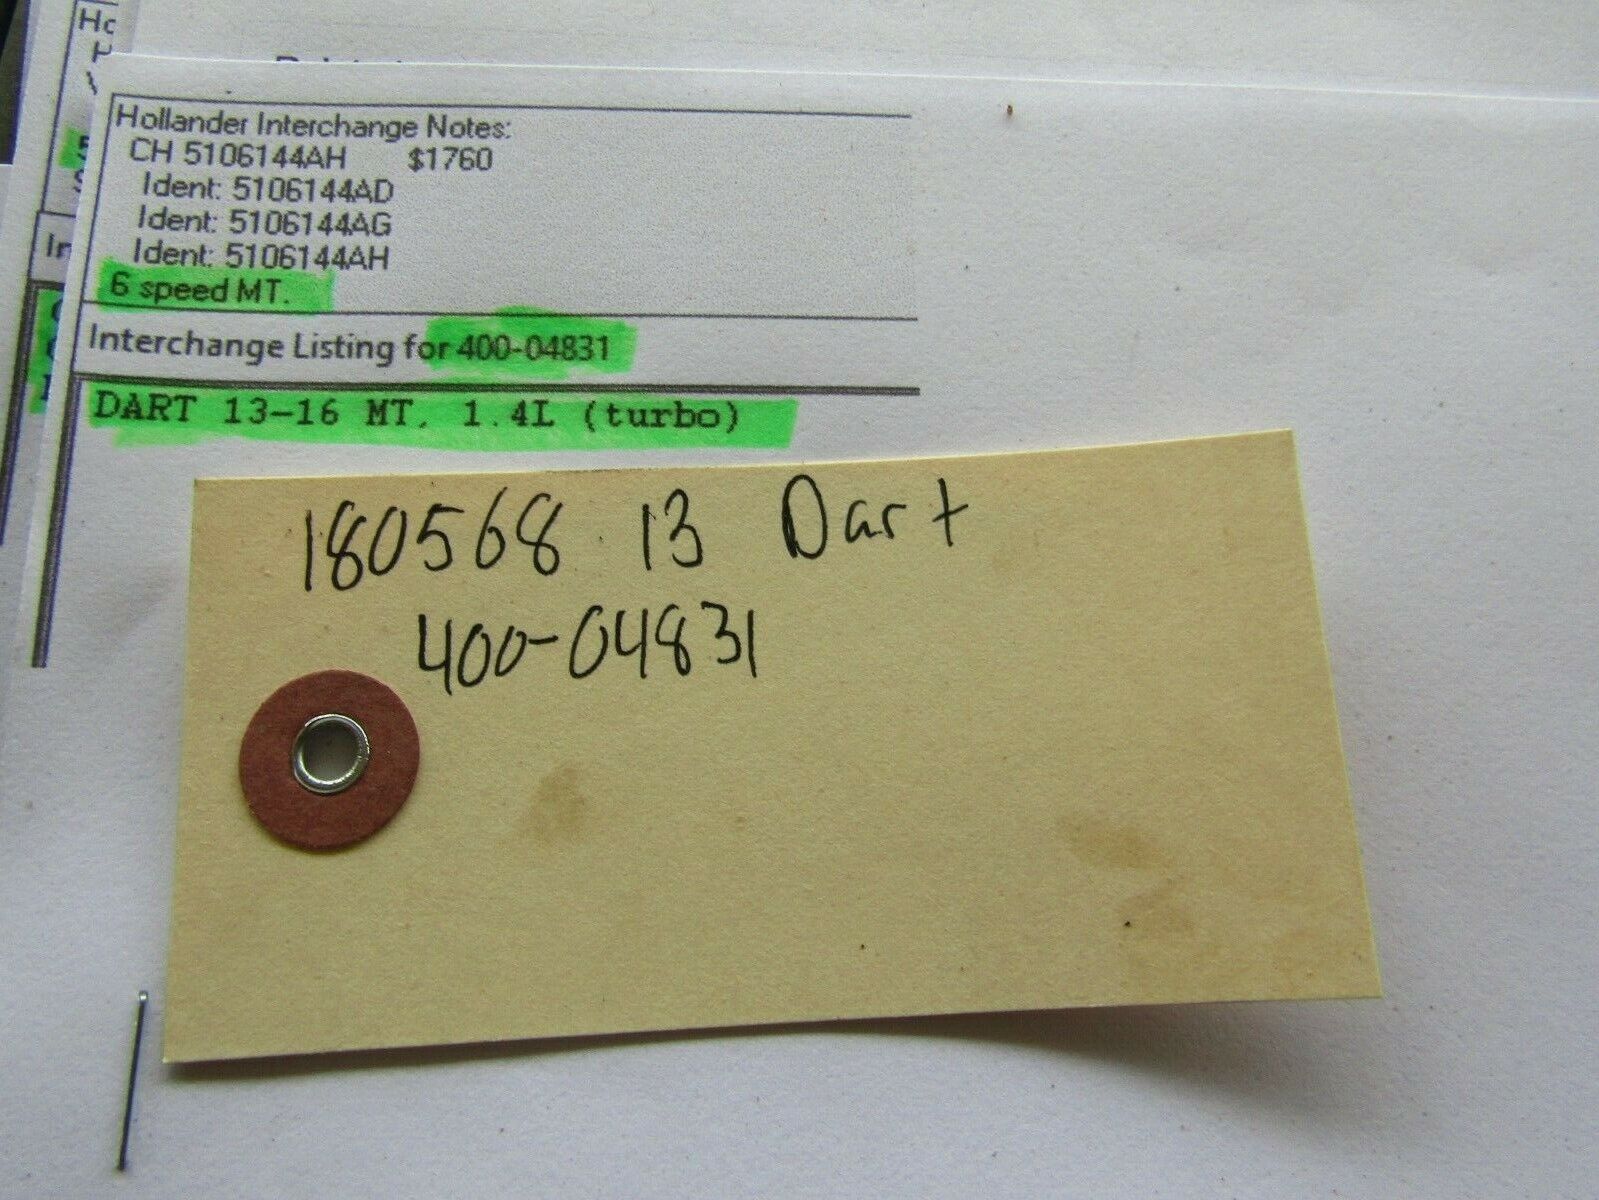 Hollander Interchange Notes:
CH 5106144AH $1760
Ident: 5106144AD
Ident: 5106144AG
Ident: 5106144AH
6 speed MT.
Interchange Listing for 400-04831
DART 13-16 MT, 1.4L (turbo)
180568 13 Dart
400-04831